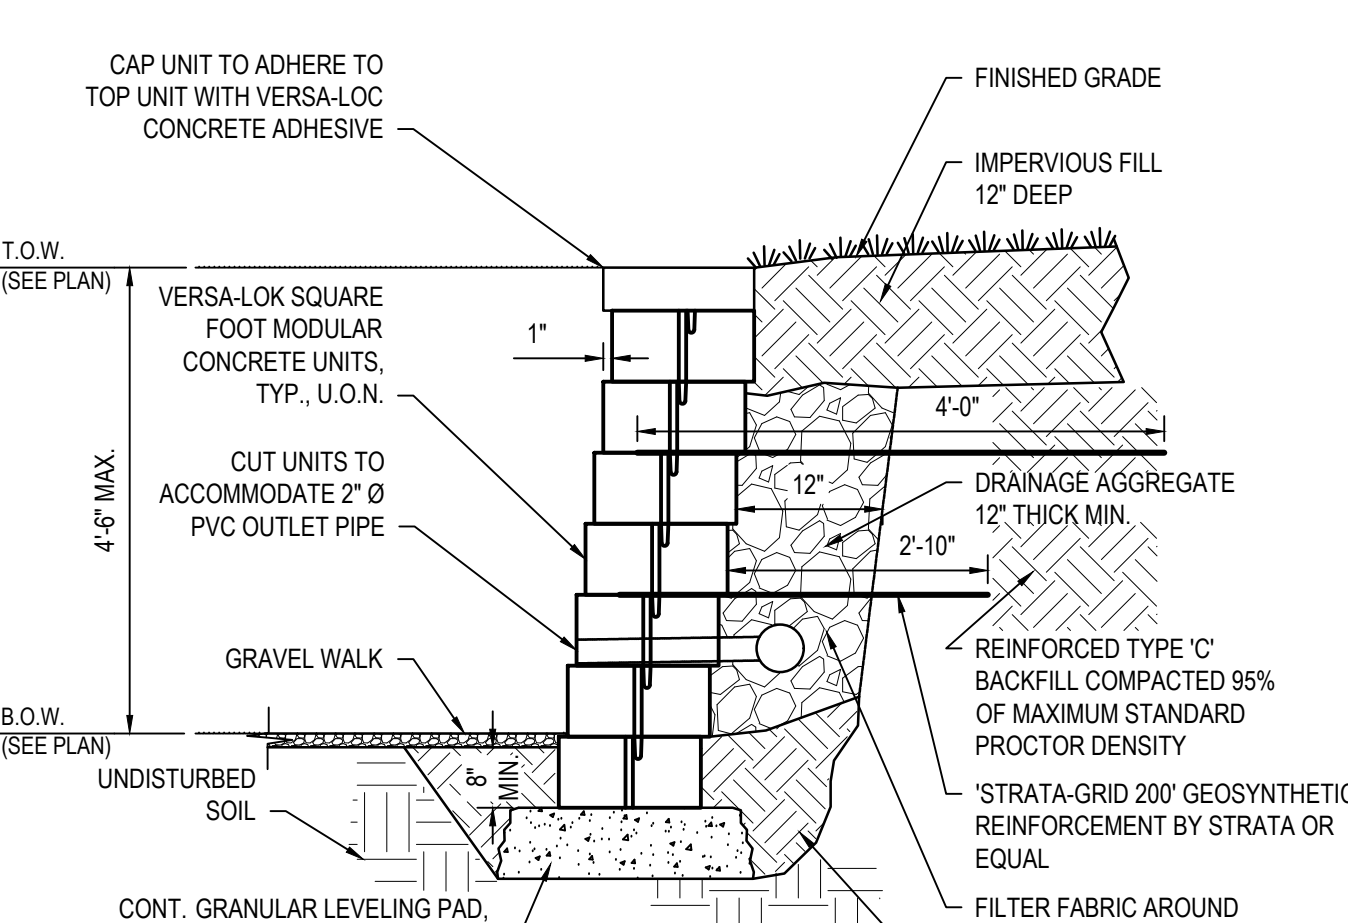 CAP UNIT TO ADHERE TO
TOP UNIT WITH VERSA-LOC
CONCRETE ADHESIVE
FINISHED GRADE
IMPERVIOUS FILL
12" DEEP
T.O.W.
(SEE PLAN)
VERSA-LOK SQUARE
FOOT MODULAR
CONCRETE UNITS,
TYP., U.O.N.
1"
4'-0"
4'-6" MAX.
CUT UNITS TO
ACCOMMODATE 2" Ø
PVC OUTLET PIPE
12"
DRAINAGE AGGREGATE
12" THICK MIN.
2'-10"
GRAVEL WALK
REINFORCED TYPE 'C'
BACKFILL COMPACTED 95%
OF MAXIMUM STANDARD
PROCTOR DENSITY
B.O.W.
(SEE PLAN)
UNDISTURBED
SOIL
8"
MIN.
'STRATA-GRID 200' GEOSYNTHETIC
REINFORCEMENT BY STRATA OR
EQUAL
CONT. GRANULAR LEVELING PAD,
FILTER FABRIC AROUND